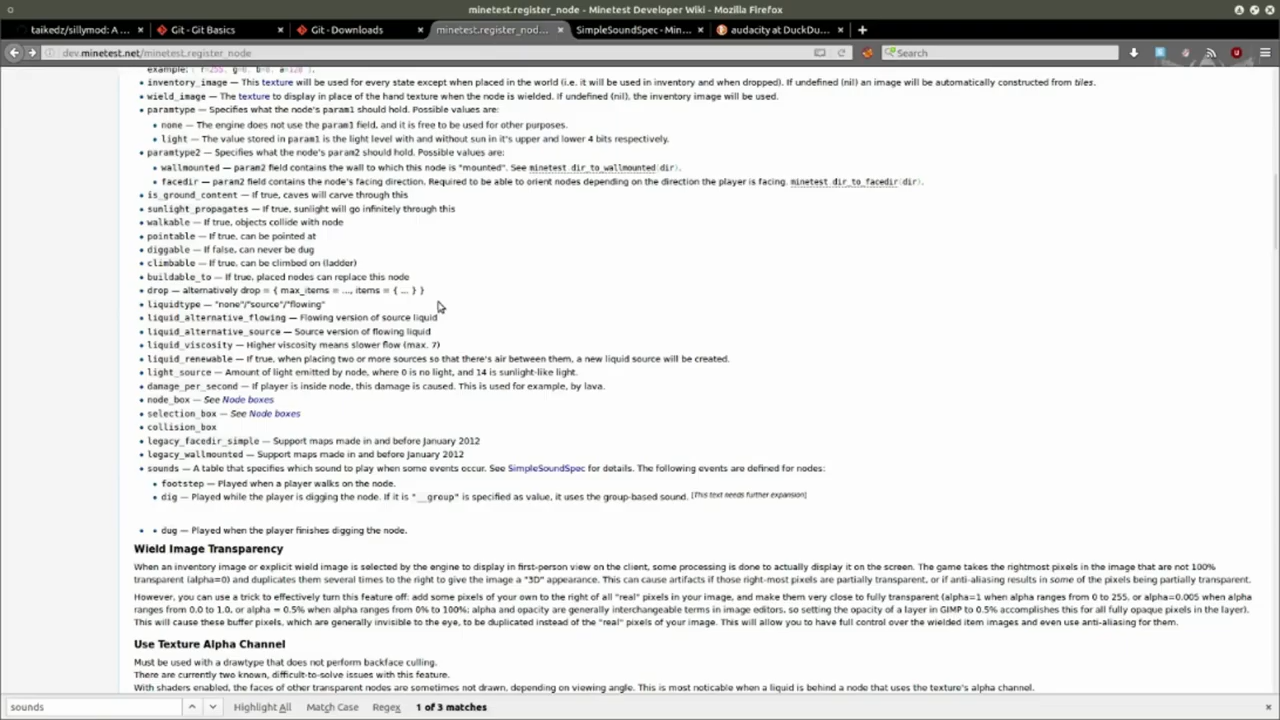 minetest.register_node - Minetest Developer Wiki - Mozilla Firefox
taikedz/sillymod: A ... × Git - Git Basics × Git - Downloads × minetest.register_nod... × SimpleSoundSpec - Min... × audacity at DuckDu... × +
dev.minetest.net/minetest.register_node Search
inventory_image — This texture will be used for every state except when placed in the world (i.e. it will be used in inventory and when dropped). If undefined (nil) an image will be automatically constructed from tiles.
wield_image — The texture to display in place of the hand texture when the node is wielded. If undefined (nil), the inventory image will be used.
paramtype — Specifies what the node's param1 should hold. Possible values are:
none — The engine does not use the param1 field, and it is free to be used for other purposes.
light — The value stored in param1 is the light level with and without sun in it's upper and lower 4 bits respectively.
paramtype2 — Specifies what the node's param2 should hold. Possible values are:
wallmounted — param2 field contains the wall to which this node is "mounted". See minetest.dir_to_wallmounted(dir).
facedir — param2 field contains the node's facing direction. Required to be able to orient nodes depending on the direction the player is facing. minetest.dir_to_facedir(dir).
is_ground_content — If true, caves will carve through this
sunlight_propagates — If true, sunlight will go infinitely through this
walkable — If true, objects collide with node
pointable — If true, can be pointed at
diggable — If false, can never be dug
climbable — If true, can be climbed on (ladder)
buildable_to — If true, placed nodes can replace this node
drop — alternatively drop = { max_items = ..., items = { ... } }
liquidtype — "none"/"source"/"flowing"
liquid_alternative_flowing — Flowing version of source liquid
liquid_alternative_source — Source version of flowing liquid
liquid_viscosity — Higher viscosity means slower flow (max. 7)
liquid_renewable — If true, when placing two or more sources so that there's air between them, a new liquid source will be created.
light_source — Amount of light emitted by node, where 0 is no light, and 14 is sunlight-like light.
damage_per_second — If player is inside node, this damage is caused. This is used for example, by lava.
node_box — See Node boxes
selection_box — See Node boxes
collision_box
legacy_facedir_simple — Support maps made in and before January 2012
legacy_wallmounted — Support maps made in and before January 2012
sounds — A table that specifies which sound to play when some events occur. See SimpleSoundSpec for details. The following events are defined for nodes:
footstep — Played when a player walks on the node.
dig — Played while the player is digging the node. If it is "__group" is specified as value, it uses the group-based sound. [This text needs further expansion]
dug — Played when the player finishes digging the node.
Wield Image Transparency
When an inventory image or explicit wield image is selected by the engine to display in first-person view on the client, some processing is done to actually display it on the screen. The game takes the rightmost pixels in the image that are not 100%
transparent (alpha=0) and duplicates them several times to the right to give the image a "3D" appearance. This can cause artifacts if those right-most pixels are partially transparent, or if anti-aliasing results in some of the pixels being partially transparent.
However, you can use a trick to effectively turn this feature off: add some pixels of your own to the right of all "real" pixels in your image, and make them very close to fully transparent (alpha=1 when alpha ranges from 0 to 255, or alpha=0.005 when alpha
ranges from 0.0 to 1.0, or alpha = 0.5% when alpha ranges from 0% to 100%; alpha and opacity are generally interchangeable terms in image editors, so setting the opacity of a layer in GIMP to 0.5% accomplishes this for all fully opaque pixels in the layer).
This will cause these buffer pixels, which are generally invisible to the eye, to be duplicated instead of the "real" pixels of your image. This will allow you to have full control over the wielded item images and even use anti-aliasing for them.
Use Texture Alpha Channel
Must be used with a drawtype that does not perform backface culling.
There are currently two known, difficult-to-solve issues with this feature.
With shaders enabled, the faces of other transparent nodes are sometimes not drawn, depending on viewing angle. This is most noticable when a liquid is behind a node that uses the texture's alpha channel.
sounds Highlight All Match Case Regex 1 of 3 matches ×